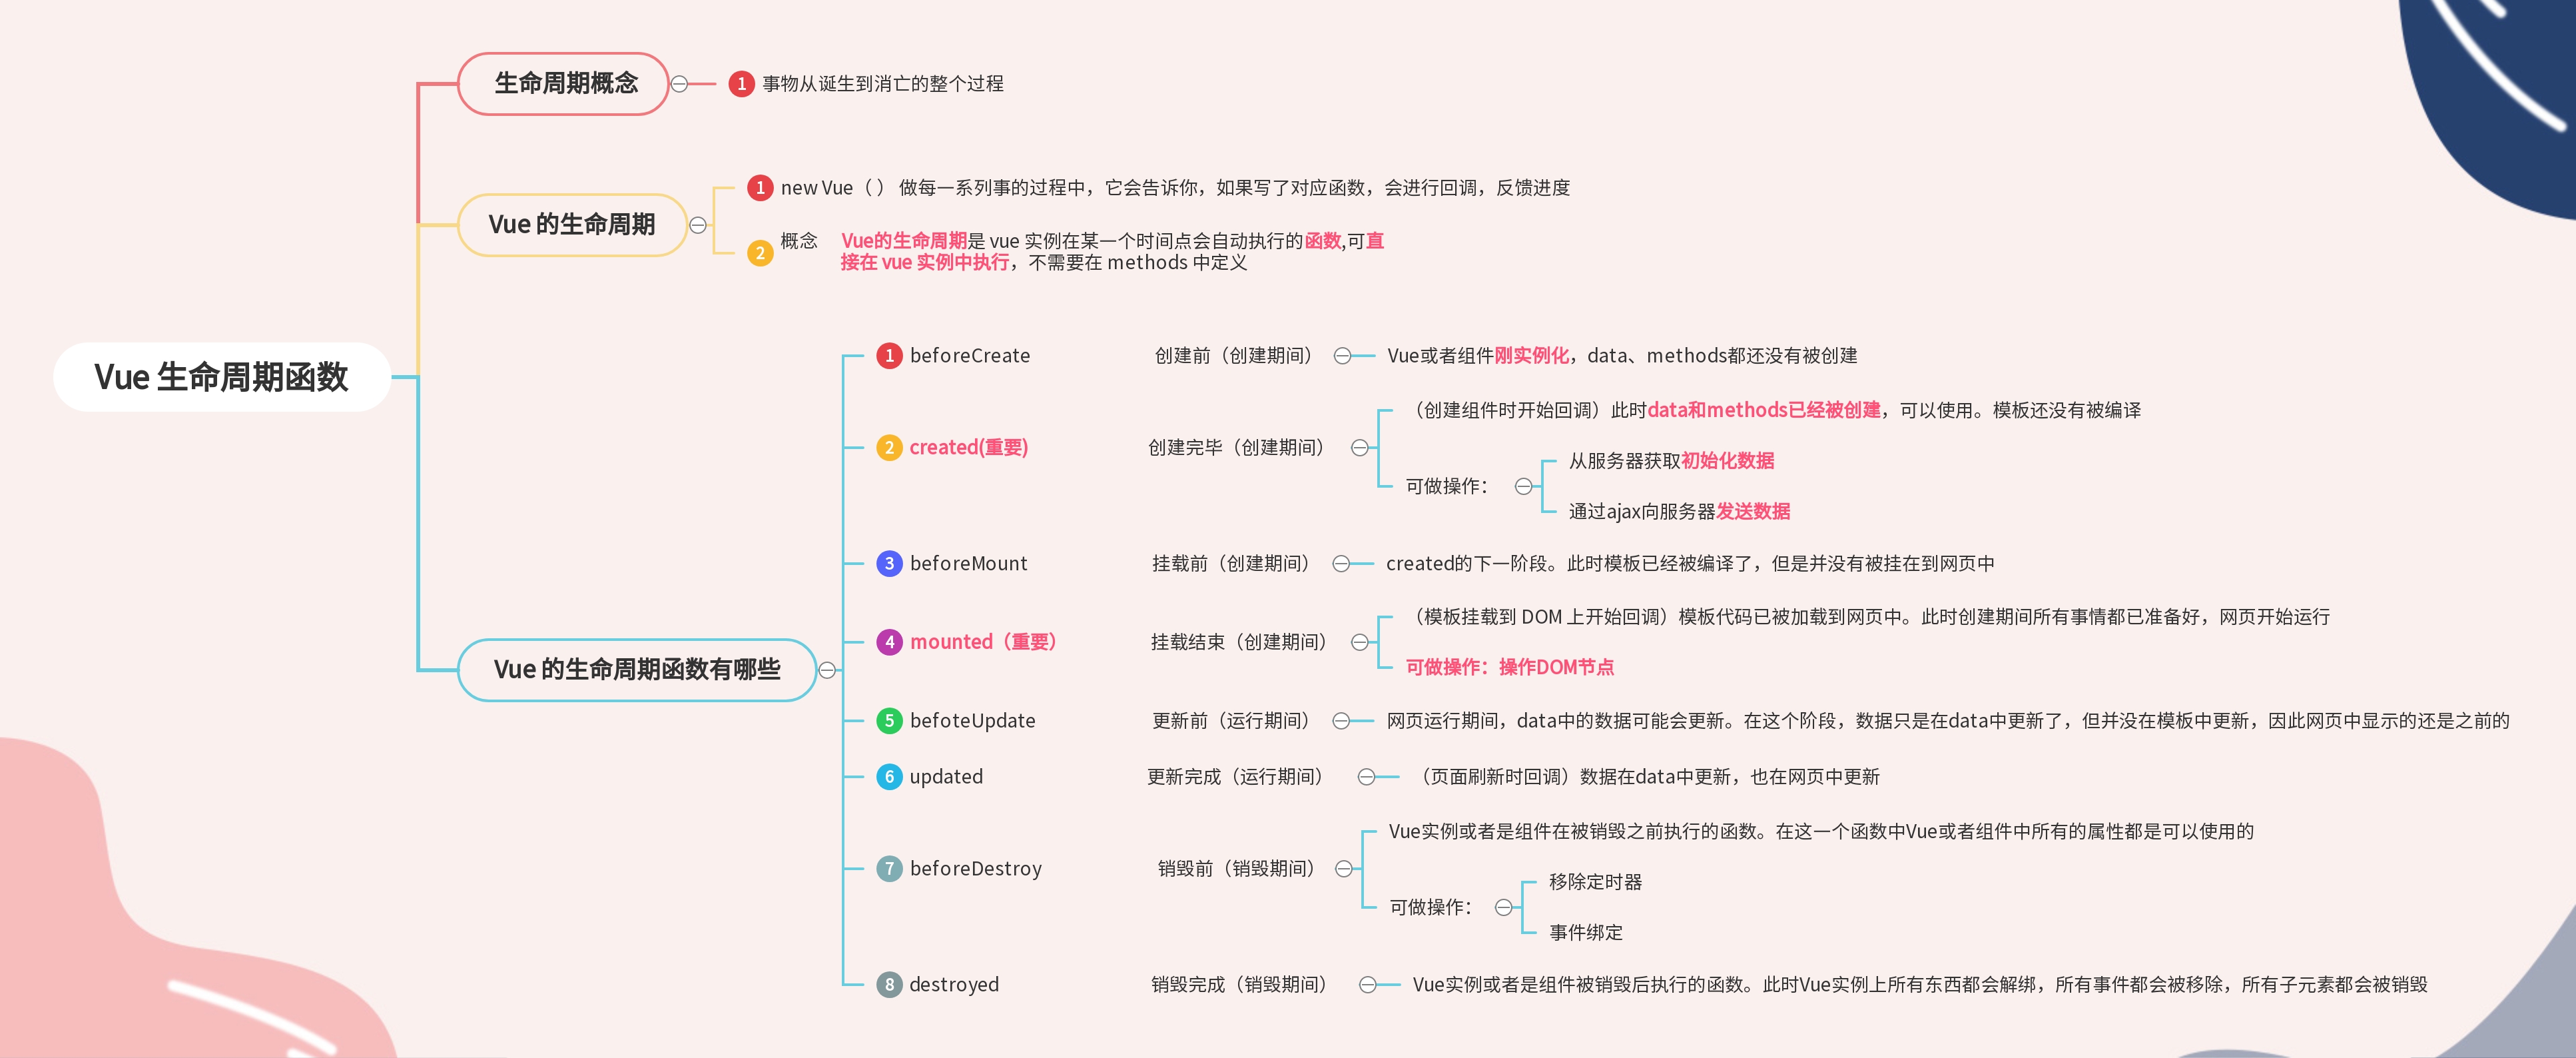 Vue 生命周期函数
生命周期概念
1 事物从诞生到消亡的整个过程
Vue 的生命周期
1 new Vue（ ） 做每一系列事的过程中，它会告诉你，如果写了对应函数，会进行回调，反馈进度
2 概念 Vue的生命周期是 vue 实例在某一个时间点会自动执行的函数,可直
接在 vue 实例中执行，不需要在 methods 中定义
Vue 的生命周期函数有哪些
1 beforeCreate 创建前（创建期间） Vue或者组件刚实例化，data、methods都还没有被创建
2 created(重要) 创建完毕（创建期间）
（创建组件时开始回调）此时data和methods已经被创建，可以使用。模板还没有被编译
可做操作：
从服务器获取初始化数据
通过ajax向服务器发送数据
3 beforeMount 挂载前（创建期间） created的下一阶段。此时模板已经被编译了，但是并没有被挂在到网页中
4 mounted（重要） 挂载结束（创建期间）
（模板挂载到 DOM 上开始回调）模板代码已被加载到网页中。此时创建期间所有事情都已准备好，网页开始运行
可做操作：操作DOM节点
5 befoteUpdate 更新前（运行期间） 网页运行期间，data中的数据可能会更新。在这个阶段，数据只是在data中更新了，但并没在模板中更新，因此网页中显示的还是之前的
6 updated 更新完成（运行期间） （页面刷新时回调）数据在data中更新，也在网页中更新
7 beforeDestroy 销毁前（销毁期间）
Vue实例或者是组件在被销毁之前执行的函数。在这一个函数中Vue或者组件中所有的属性都是可以使用的
可做操作：
移除定时器
事件绑定
8 destroyed 销毁完成（销毁期间） Vue实例或者是组件被销毁后执行的函数。此时Vue实例上所有东西都会解绑，所有事件都会被移除，所有子元素都会被销毁